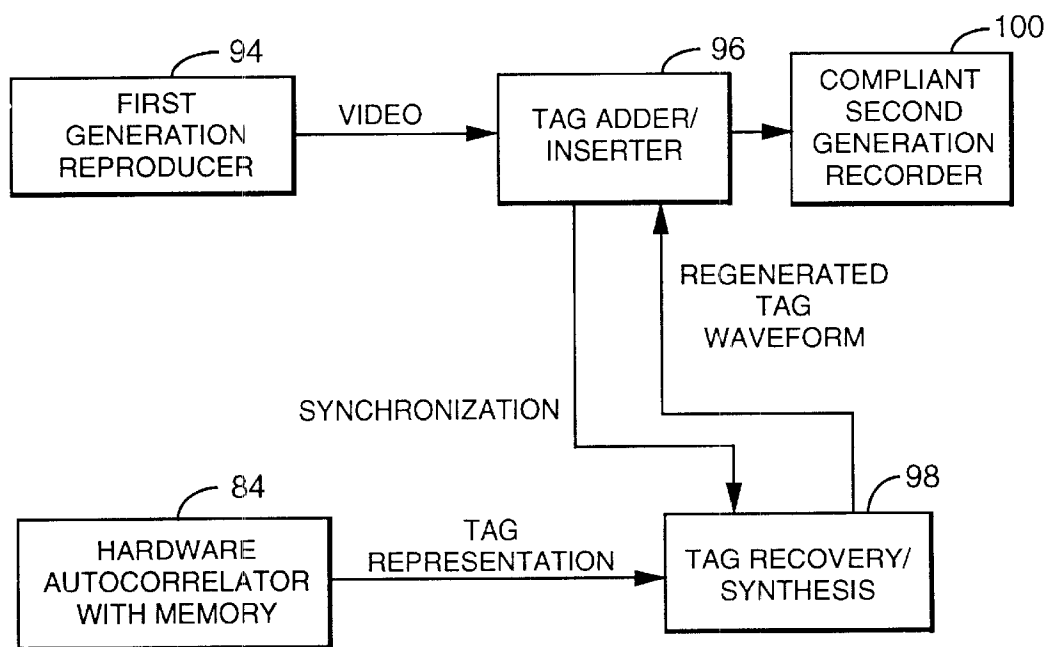 94
FIRST
GENERATION
REPRODUCER
VIDEO
96
TAG ADDER/
INSERTER
100
COMPLIANT
SECOND
GENERATION
RECORDER
REGENERATED
TAG
WAVEFORM
SYNCHRONIZATION
84
HARDWARE
AUTOCORRELATOR
WITH MEMORY
TAG
REPRESENTATION
98
TAG RECOVERY/
SYNTHESIS